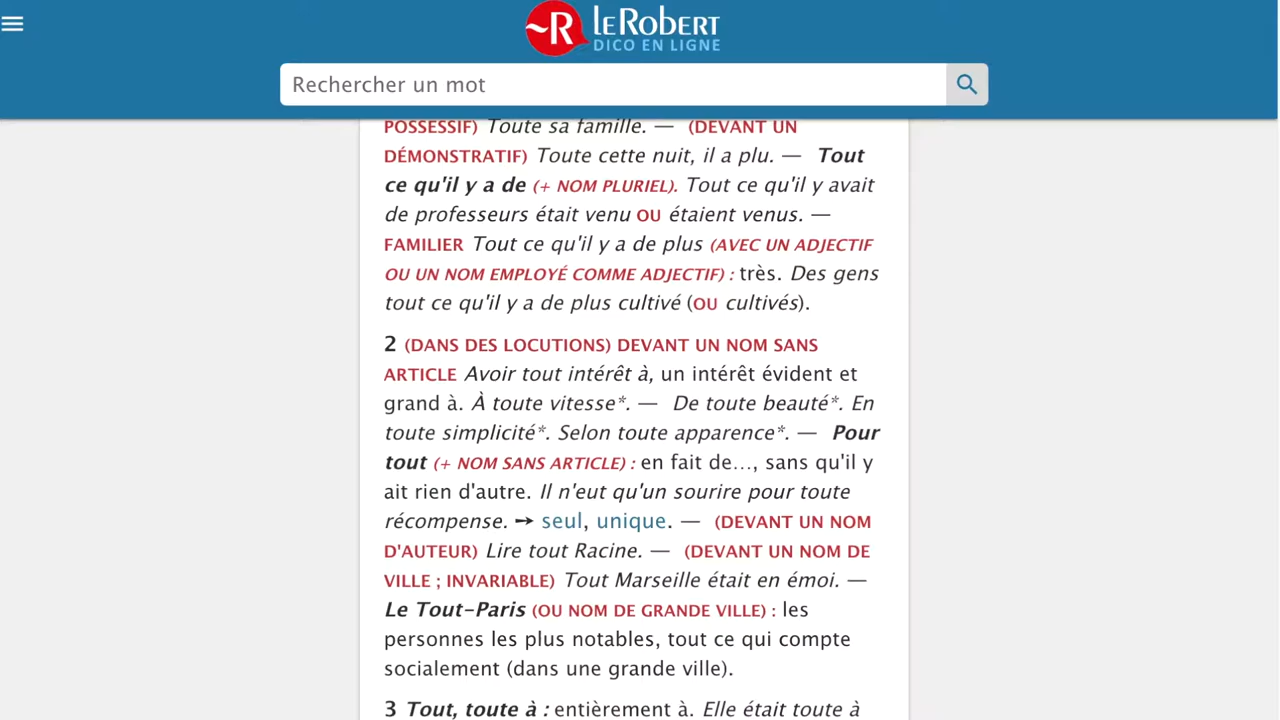 ~R LE ROBERT
DICO EN LIGNE
Rechercher un mot
POSSESSIF) Toute sa famille. — (DEVANT UN
DÉMONSTRATIF) Toute cette nuit, il a plu. — Tout
ce qu'il y a de (+ NOM PLURIEL). Tout ce qu'il y avait
de professeurs était venu OU étaient venus. —
FAMILIER Tout ce qu'il y a de plus (AVEC UN ADJECTIF
OU UN NOM EMPLOYÉ COMME ADJECTIF) : très. Des gens
tout ce qu'il y a de plus cultivé (OU cultivés).
2 (DANS DES LOCUTIONS) DEVANT UN NOM SANS
ARTICLE Avoir tout intérêt à, un intérêt évident et
grand à. À toute vitesse*. — De toute beauté*. En
toute simplicité*. Selon toute apparence*. — Pour
tout (+ NOM SANS ARTICLE) : en fait de…, sans qu'il y
ait rien d'autre. Il n'eut qu'un sourire pour toute
récompense. ➙ seul, unique. — (DEVANT UN NOM
D'AUTEUR) Lire tout Racine. — (DEVANT UN NOM DE
VILLE ; INVARIABLE) Tout Marseille était en émoi. —
Le Tout-Paris (OU NOM DE GRANDE VILLE) : les
personnes les plus notables, tout ce qui compte
socialement (dans une grande ville).
3 Tout, toute à : entièrement à. Elle était toute à